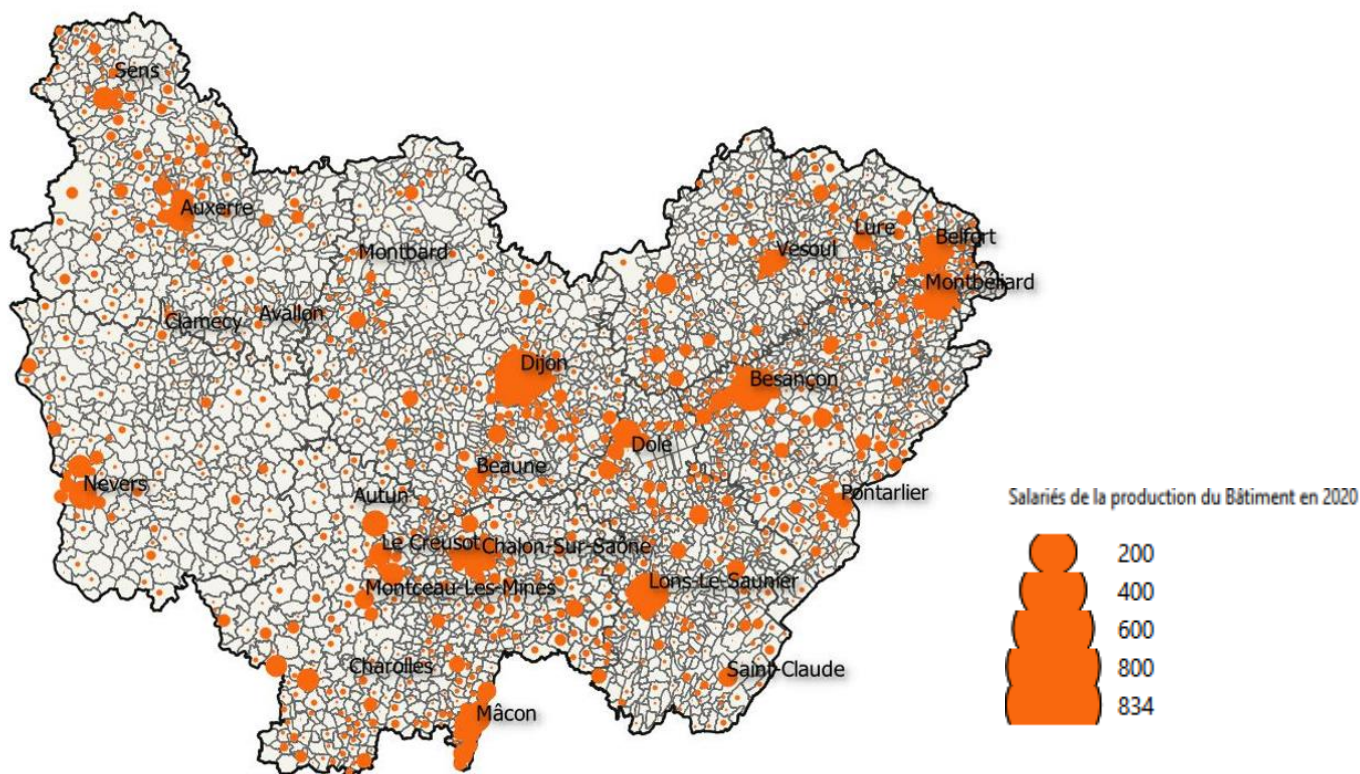 Sens
Auxerre
Montbard
Clamecy
Avallon
Vesoul
Lure
Belfort
Montbéliard
Dijon
Besançon
Dole
Beaune
Nevers
Autun
Pontarlier
Le Creusot
Chalon-Sur-Saône
Montceau-Les-Mines
Lons-Le-Saunier
Charolles
Saint-Claude
Mâcon
Salariés de la production du Bâtiment en 2020
200
400
600
800
834